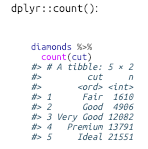 dplyr::count():
diamonds %>%
count(cut)
#> # A tibble: 5 × 2
#> cut n
#> <ord> <int>
#> 1 Fair 1610
#> 2 Good 4906
#> 3 Very Good 12082
#> 4 Premium 13791
#> 5 Ideal 21551